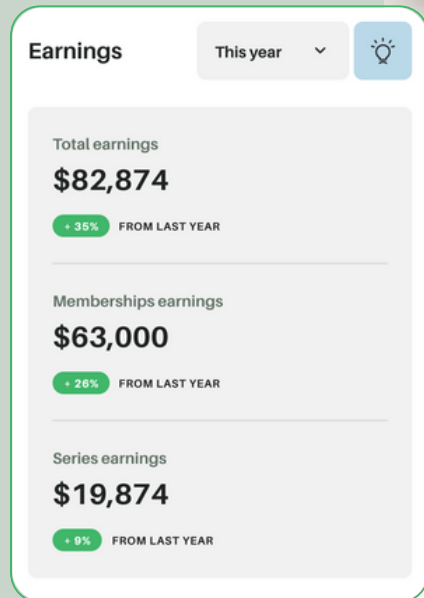 Earnings
This year
Total earnings
$82,874
+ 35% FROM LAST YEAR
Memberships earnings
$63,000
+ 26% FROM LAST YEAR
Series earnings
$19,874
+ 9% FROM LAST YEAR